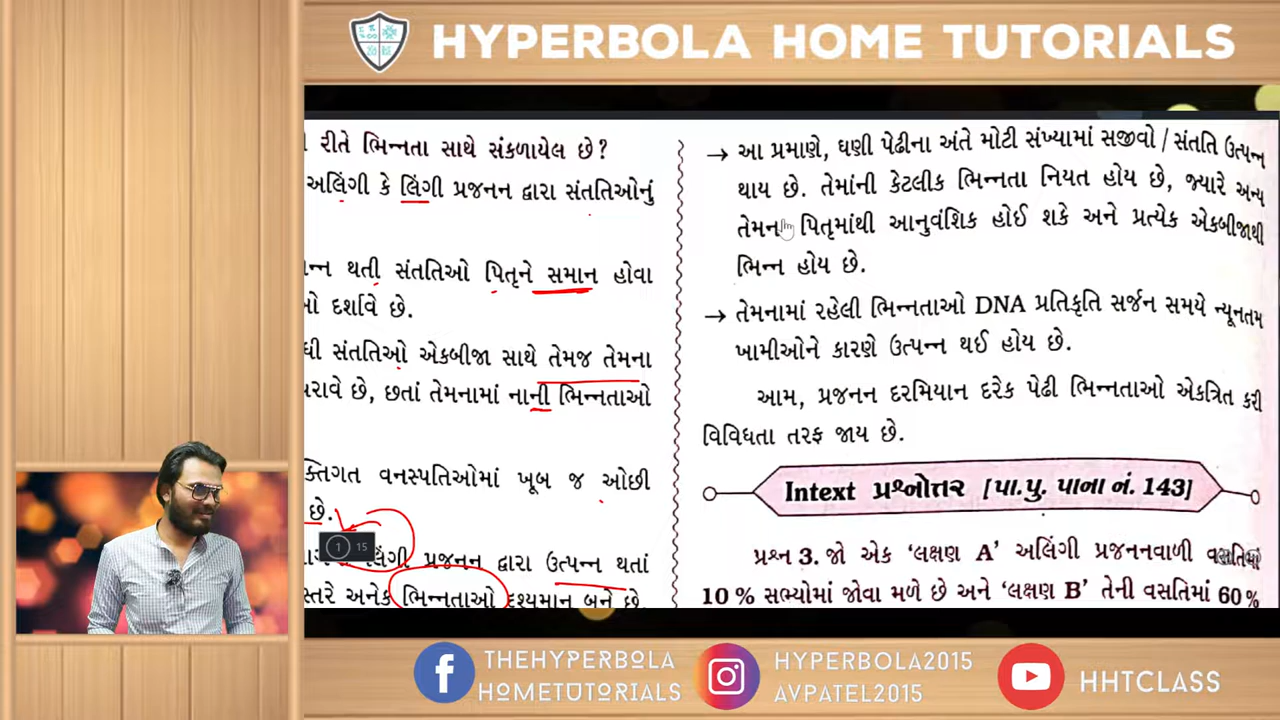 HYPERBOLA HOME TUTORIALS
રીતે ભિન્નતા સાથે સંકળાયેલ છે?
અલિંગી કે લિંગી પ્રજનન દ્વારા સંતતિઓનું
થતી સંતતિઓ પિતૃને સમાન હોવા
દર્શાવે છે.
સંતતિઓ એકબીજા સાથે તેમજ તેમના
છે, છતાં તેમનામાં નાની ભિન્નતાઓ
વનસ્પતિઓમાં ખૂબ જ ઓછી
છે.
પ્રજનન દ્વારા ઉત્પન્ન થતાં
અનેક ભિન્નતાઓ દૃશ્યમાન બને છે.
1 15
→ આ પ્રમાણે, ઘણી પેઢીના અંતે મોટી સંખ્યામાં સજીવો / સંતતિ ઉત્પન્ન
થાય છે. તેમાંની કેટલીક ભિન્નતા નિયત હોય છે, જ્યારે અન્ય
પિતૃમાંથી આનુવંશિક હોઈ શકે અને પ્રત્યેક એકબીજાથી
ભિન્ન હોય છે.
→ તેમનામાં રહેલી ભિન્નતાઓ DNA પ્રતિકૃતિ સર્જન સમયે ન્યૂનતમ
ખામીઓને કારણે ઉત્પન્ન થઈ હોય છે.
આમ, પ્રજનન દરમિયાન દરેક પેઢી ભિન્નતાઓ એકત્રિત કરી
વિવિધતા તરફ જાય છે.
Intext પ્રશ્નોત્તર [પા.પુ. પાના નં. 143]
પ્રશ્ન 3. જો એક ‘લક્ષણ A’ અલિંગી પ્રજનનવાળી વસતિમાં
10 % સભ્યોમાં જોવા મળે છે અને ‘લક્ષણ B’ તેની વસતિમાં 60 %
THEHYPERBOLA
HOMETUTORIALS
HYPERBOLA2015
AVPATEL2015
HHTCLASS